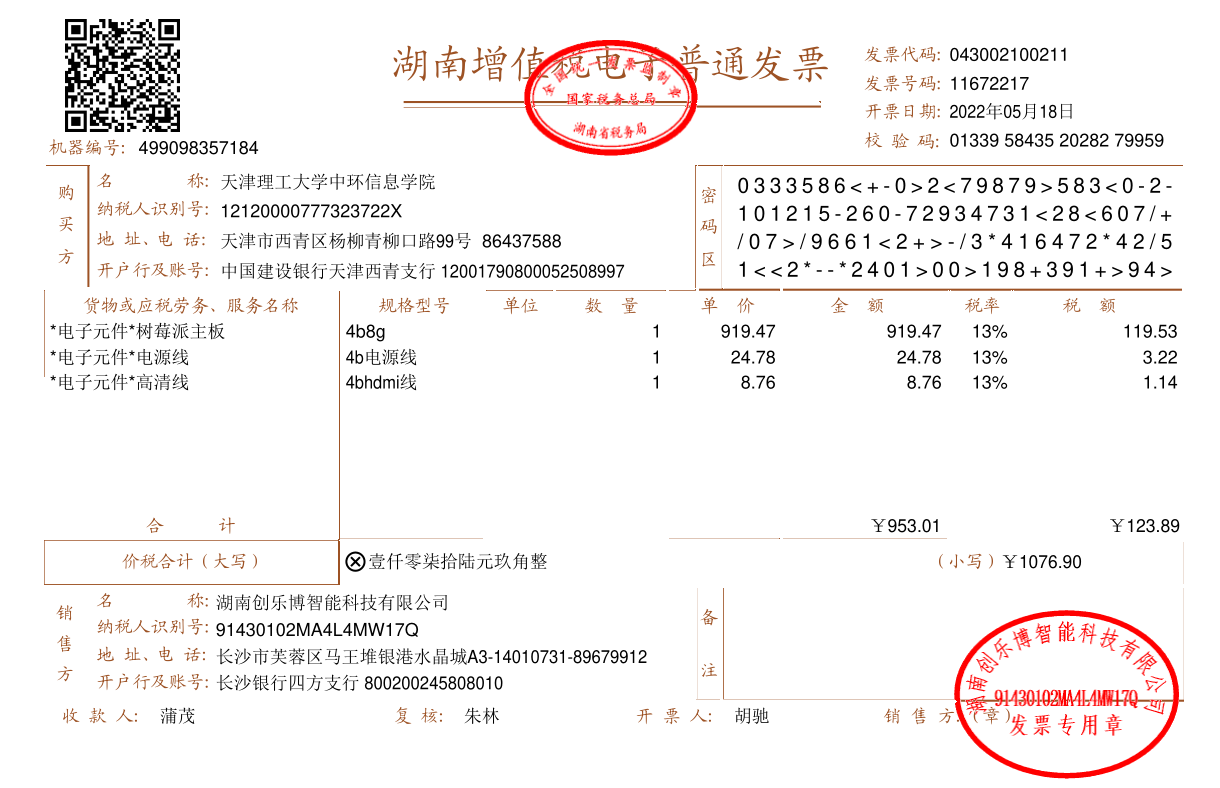 湖南增值税电子普通发票
全国统一发票监制章
国家税务总局
湖南省税务局
发票代码: 043002100211
发票号码: 11672217
开票日期: 2022年05月18日
校验码: 01339 58435 20282 79959
机器编号: 499098357184
购买方
名称: 天津理工大学中环信息学院
纳税人识别号: 12120000777323722X
地址、电话: 天津市西青区杨柳青柳口路99号 86437588
开户行及账号: 中国建设银行天津西青支行 12001790800052508997
密码区
0333586<+-0>2<79879>583<0-2-
101215-260-72934731<28<607/+
/07>/9661<2+>-/3*416472*42/5
1<<2*--*2401>00>198+391+>94>
货物或应税劳务、服务名称 规格型号 单位 数量 单价 金额 税率 税额
*电子元件*树莓派主板 4b8g 1 919.47 919.47 13% 119.53
*电子元件*电源线 4b电源线 1 24.78 24.78 13% 3.22
*电子元件*高清线 4bhdmi线 1 8.76 8.76 13% 1.14
合计 ￥953.01 ￥123.89
价税合计（大写） ⊗壹仟零柒拾陆元玖角整 （小写）￥1076.90
销售方
名称: 湖南创乐博智能科技有限公司
纳税人识别号: 91430102MA4L4MW17Q
地址、电话: 长沙市芙蓉区马王堆银港水晶城A3-14010731-89679912
开户行及账号: 长沙银行四方支行 800200245808010
备注
收款人: 蒲茂 复核: 朱林 开票人: 胡驰 销售方:（章）
湖南创乐博智能科技有限公司
91430102MA4L4MW17Q
发票专用章